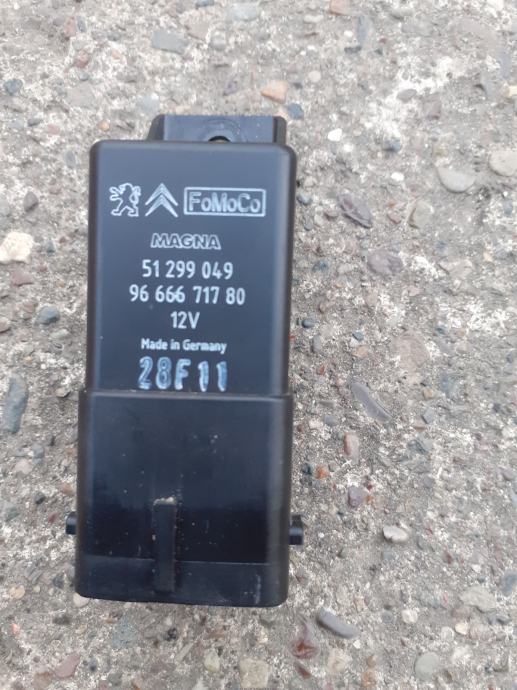 FoMoCo
MAGNA
51 299 049
96 666 717 80
12V
Made in Germany
28F11